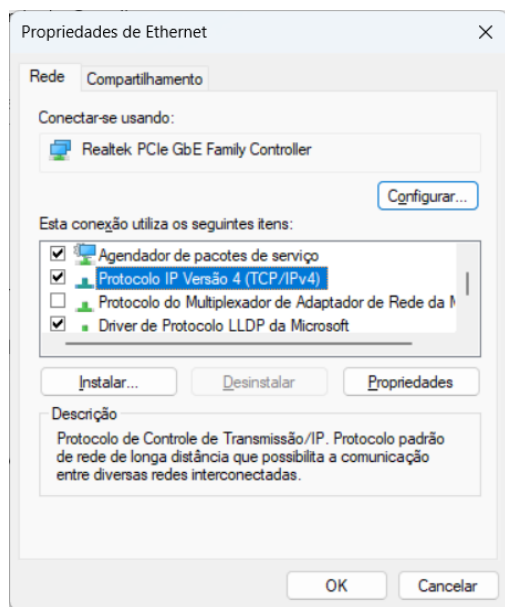 Propriedades de Ethernet
Rede
Compartilhamento
Conectar-se usando:
Realtek PCIe GbE Family Controller
Configurar...
Esta conexão utiliza os seguintes itens:
Agendador de pacotes de serviço
Protocolo IP Versão 4 (TCP/IPv4)
Protocolo do Multiplexador de Adaptador de Rede da
Driver de Protocolo LLDP da Microsoft
Instalar...
Desinstalar
Propriedades
Descrição
Protocolo de Controle de Transmissão/IP. Protocolo padrão
de rede de longa distância que possibilita a comunicação
entre diversas redes interconectadas.
OK
Cancelar